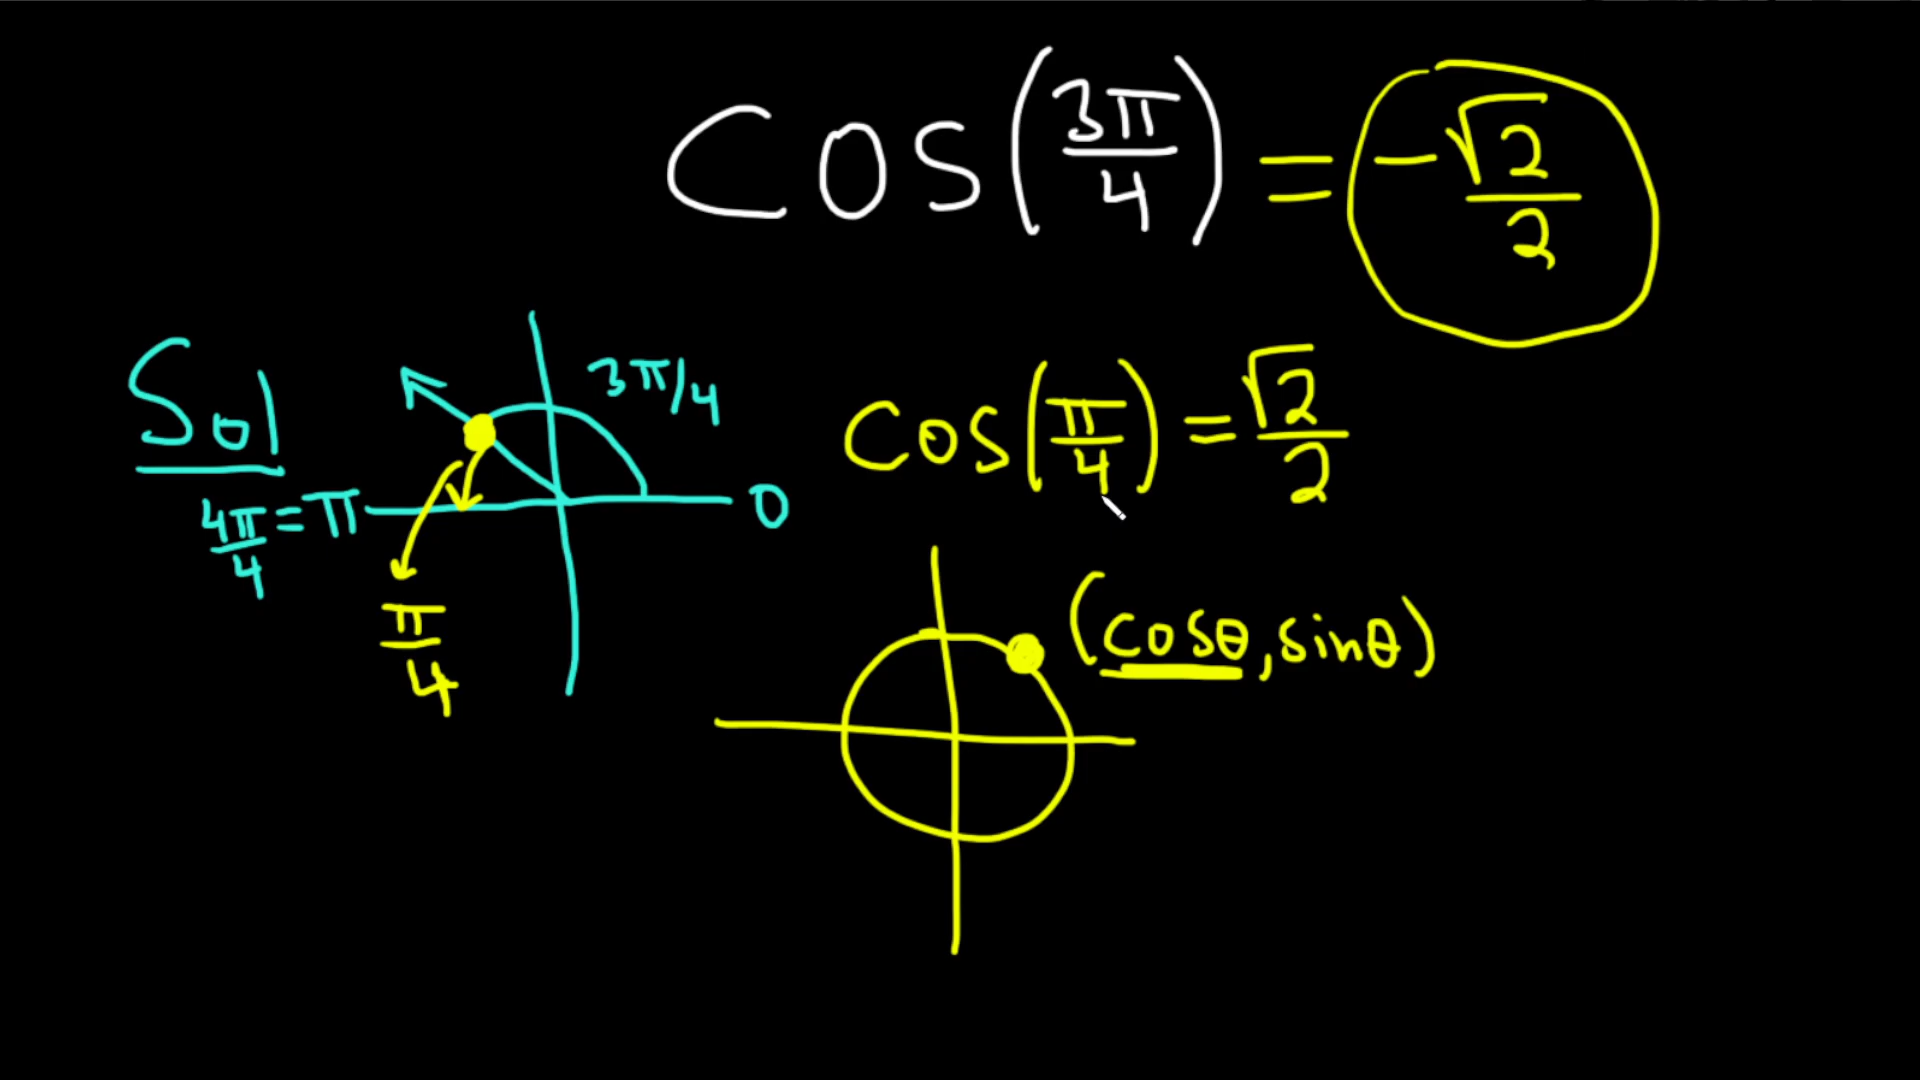 cos(3π/4) = -√2/2
Sol
3π/4
4π/4 = π
0
π/4
cos(π/4) = √2/2
(cosθ, sinθ)